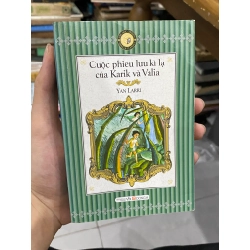 Cuộc phiêu lưu kì lạ
của Karik và Valia
YAN LARRI